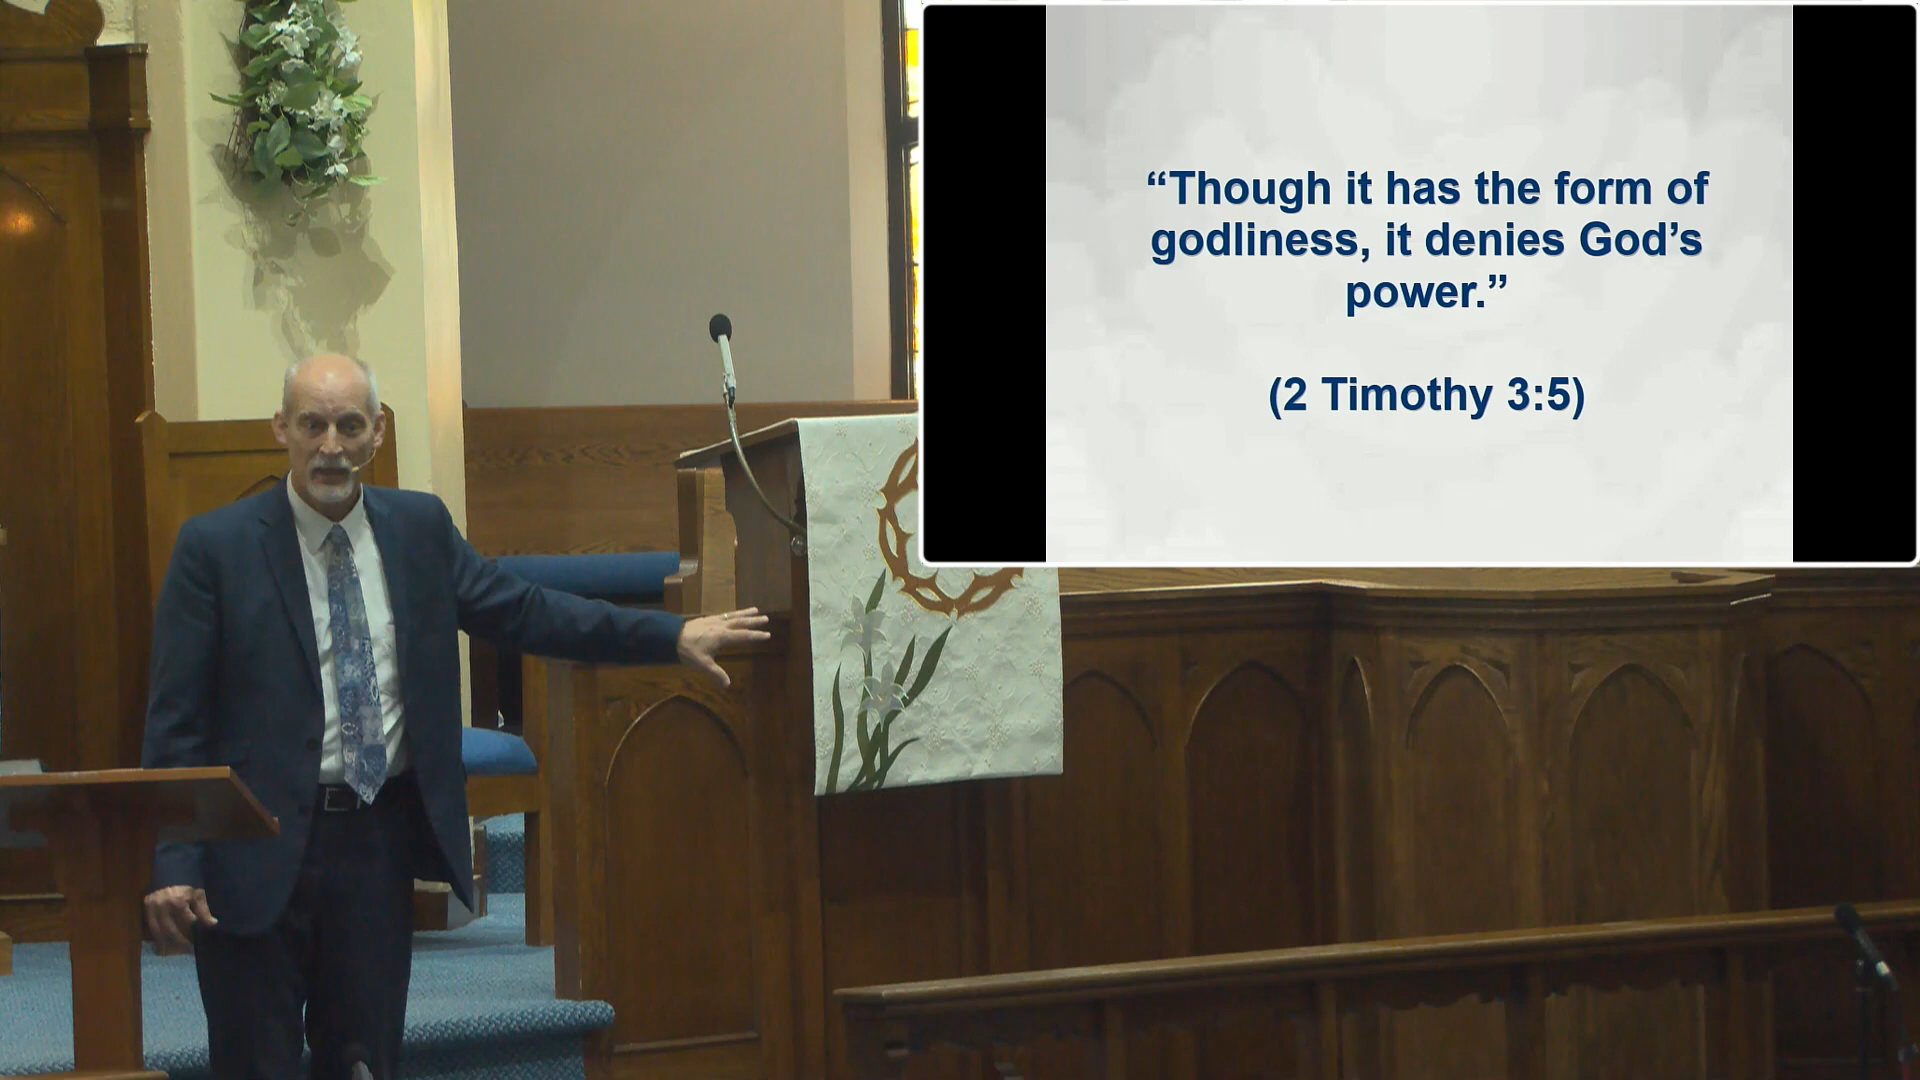 “Though it has the form of
godliness, it denies God’s
power.”
(2 Timothy 3:5)